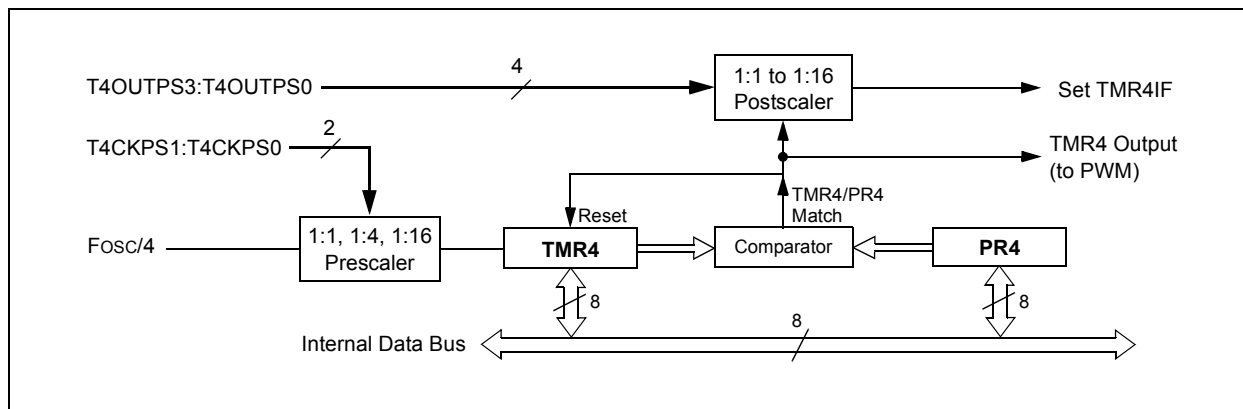 T4OUTPS3:T4OUTPS0
4
1:1 to 1:16
Postscaler
Set TMR4IF
T4CKPS1:T4CKPS0
2
TMR4 Output
(to PWM)
TMR4/PR4
Match
Reset
FOSC/4
1:1, 1:4, 1:16
Prescaler
TMR4
Comparator
PR4
8
8
8
Internal Data Bus